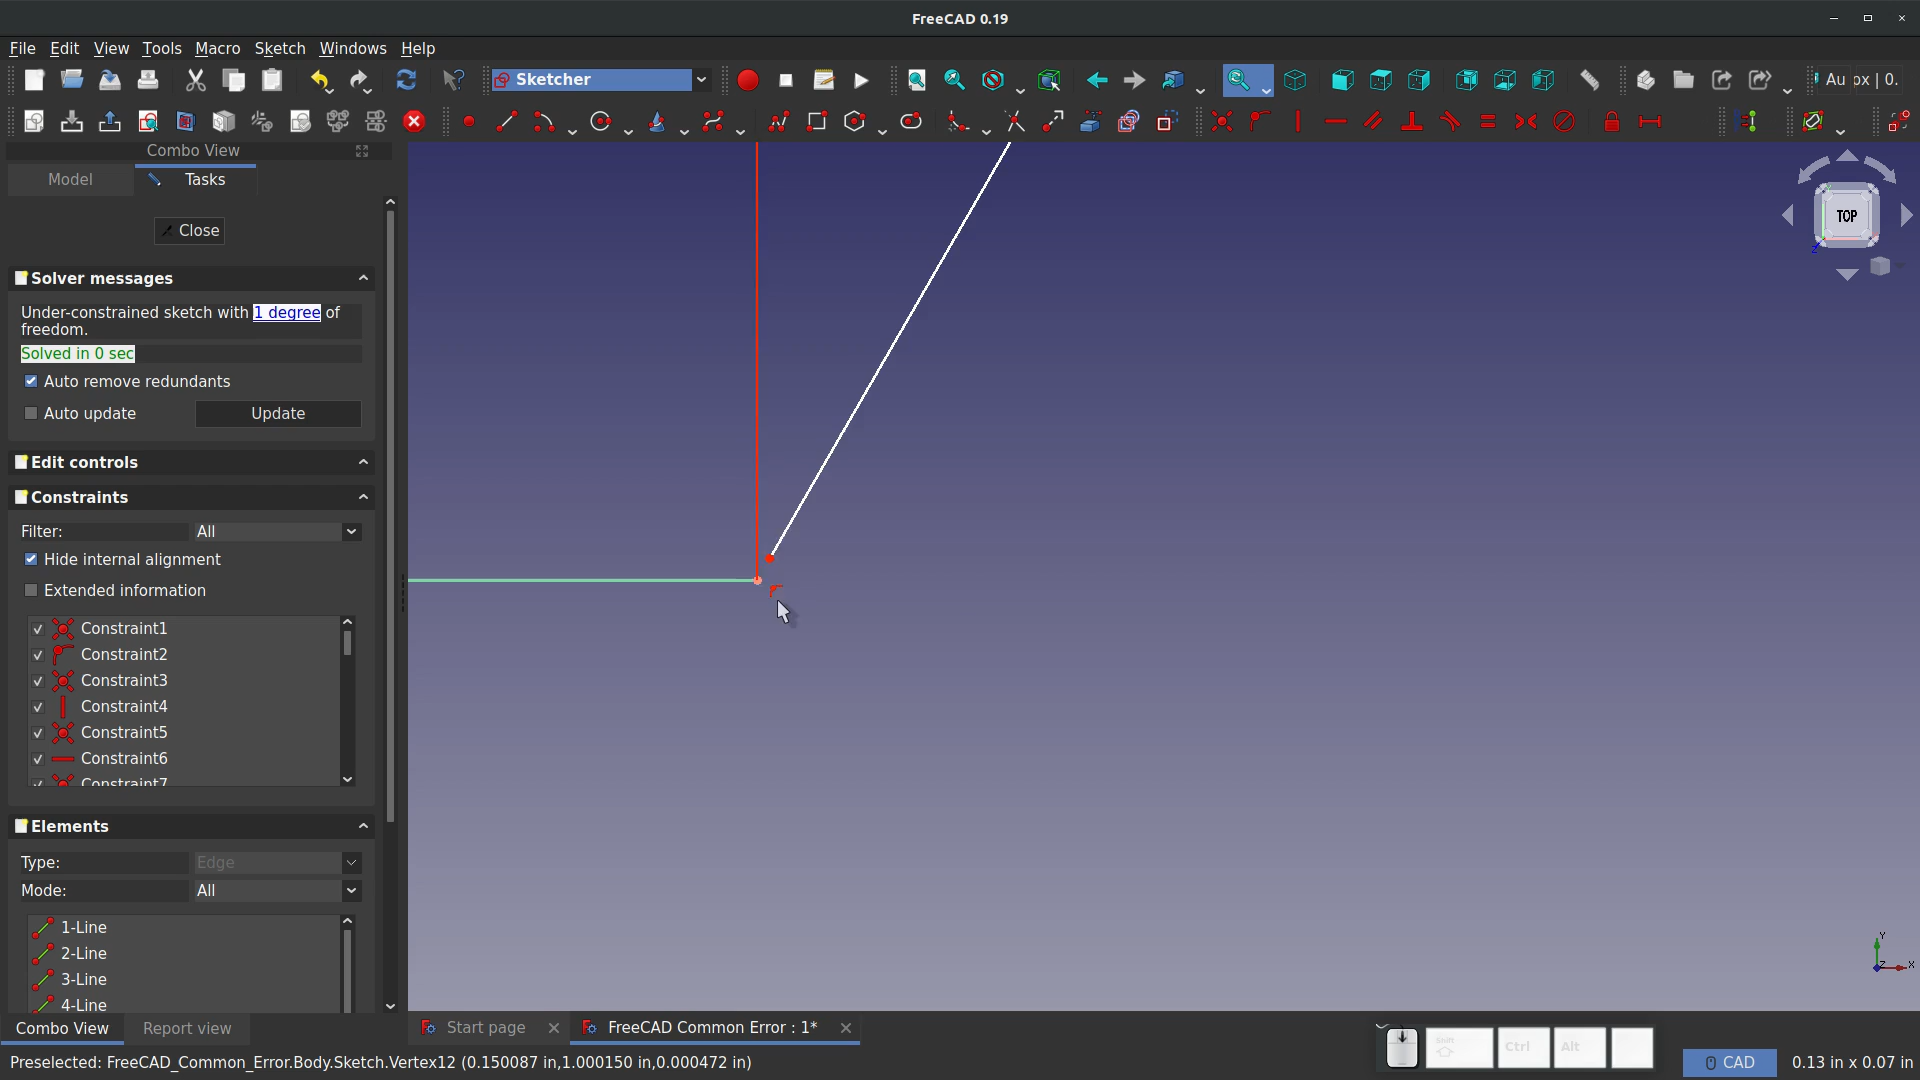 FreeCAD 0.19
File Edit View Tools Macro Sketch Windows Help
Sketcher
Au px | 0.
Combo View
Model Tasks
Close
Solver messages
Under-constrained sketch with 1 degree of
freedom.
Solved in 0 sec
Auto remove redundants
Auto update Update
Edit controls
Constraints
Filter: All
Hide internal alignment
Extended information
Constraint1
Constraint2
Constraint3
Constraint4
Constraint5
Constraint6
Constraint7
Elements
Type: Edge
Mode: All
1-Line
2-Line
3-Line
4-Line
TOP
Z
Y
Z X
Combo View Report view
Start page FreeCAD Common Error : 1*
Shift Ctrl Alt
Preselected: FreeCAD_Common_Error.Body.Sketch.Vertex12 (0.150087 in,1.000150 in,0.000472 in)
CAD 0.13 in x 0.07 in